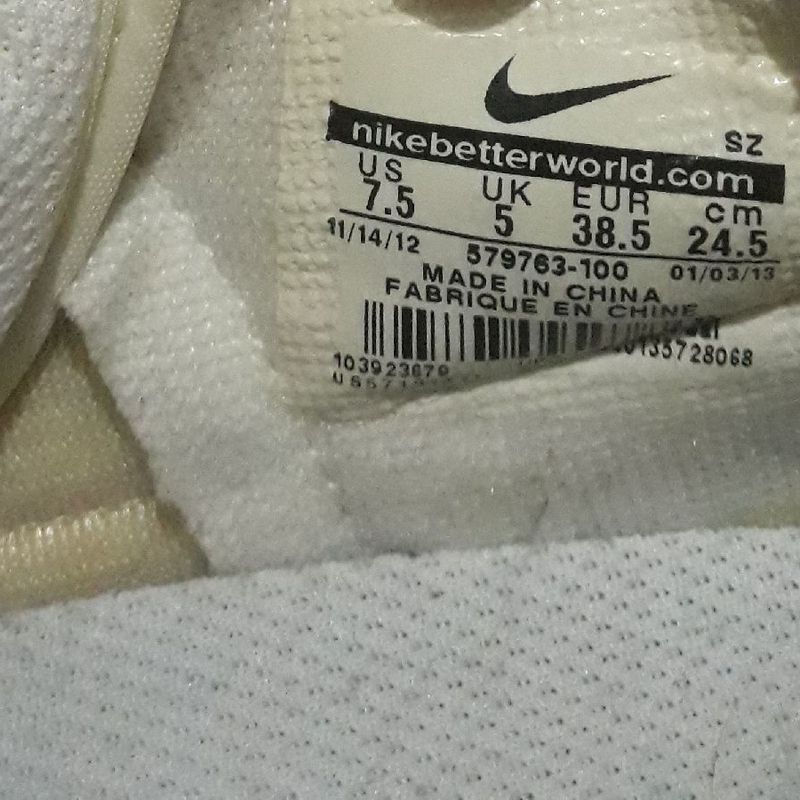 nikebetterworld.com SZ
US UK EUR cm
7.5 5 38.5 24.5
11/14/12 579763-100 01/03/13
MADE IN CHINA
FABRIQUE EN CHINE
35728068
103923679